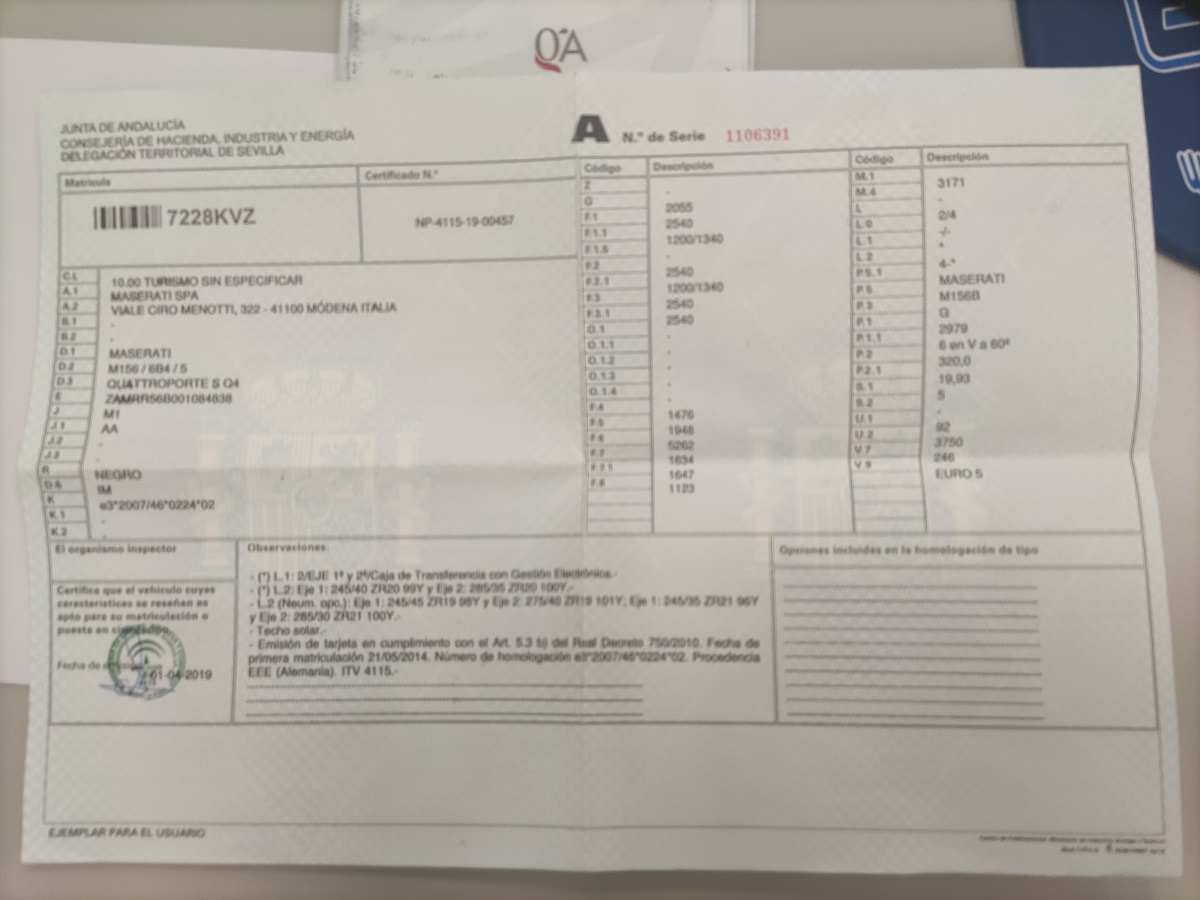 QA
JUNTA DE ANDALUCÍA
CONSEJERÍA DE HACIENDA, INDUSTRIA Y ENERGÍA
DELEGACIÓN TERRITORIAL DE SEVILLA
A N.º de Serie 1106391
Matrícula
7228KVZ
Certificado N.º
NP-4115-19-00457
C.L 10.00 TURISMO SIN ESPECIFICAR
A.1 MASERATI SPA
A.2 VIALE CIRO MENOTTI, 322 - 41100 MÓDENA ITALIA
B.1 -
B.2 -
D.1 MASERATI
D.2 M156 / 6B4 / 5
D.3 QUATTROPORTE S Q4
E ZAMRR56B001084838
J M1
J.1 AA
J.2 -
J.3 -
R NEGRO
D.6 IM
K e3*2007/46*0224*02
K.1 -
K.2
Código Descripción
Z -
G 2055
F.1 2540
F.1.1 1200/1340
F.1.5 -
F.2 2540
F.2.1 1200/1340
F.3 2540
F.3.1 2540
O.1 -
O.1.1 -
O.1.2 -
O.1.3 -
O.1.4 -
F.4 1476
F.5 1948
F.6 5262
1634
1647
F.8 1123
Código Descripción
M.1 3171
M.4 -
L 2/4
L.0 -/-
L.1 *
L.2 4-*
P.5.1 MASERATI
P.5 M156B
P.3 G
P.1 2979
P.1.1 6 en V a 60º
P.2 320,0
P.2.1 19,93
S.1 5
S.2 -
U.1 92
U.2 3750
V.7 246
V.9 EURO 5
El organismo inspector
Certifica que el vehículo cuyas
características se reseñan es
apto para su matriculación o
puesta en circulación.
Fecha de emisión
01-04-2019
Observaciones:
- (*) L.1: 2/EJE 1º y 2º/Caja de Transferencia con Gestión Electrónica.-
- (*) L.2: Eje 1: 245/40 ZR20 99Y y Eje 2: 285/35 ZR20 100Y.-
- L.2 (Neum. opc.): Eje 1: 245/45 ZR19 98Y y Eje 2: 275/40 ZR19 101Y; Eje 1: 245/35 ZR21 96Y
y Eje 2: 285/30 ZR21 100Y.-
- Techo solar.-
- Emisión de tarjeta en cumplimiento con el Art. 5.3 b) del Real Decreto 750/2010. Fecha de
primera matriculación 21/05/2014. Número de homologación e3*2007/46*0224*02. Procedencia
EEE (Alemania). ITV 4115.-
Opciones incluidas en la homologación de tipo
EJEMPLAR PARA EL USUARIO